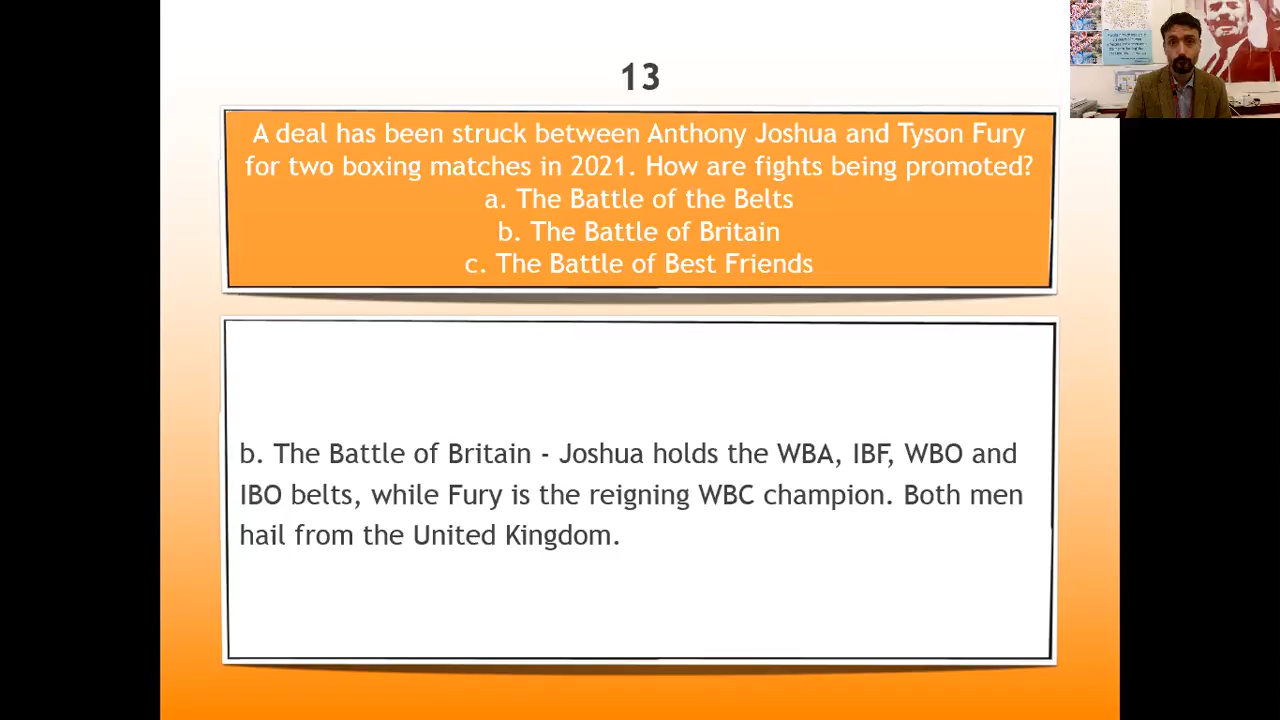 13
A deal has been struck between Anthony Joshua and Tyson Fury
for two boxing matches in 2021. How are fights being promoted?
a. The Battle of the Belts
b. The Battle of Britain
c. The Battle of Best Friends
b. The Battle of Britain - Joshua holds the WBA, IBF, WBO and
IBO belts, while Fury is the reigning WBC champion. Both men
hail from the United Kingdom.